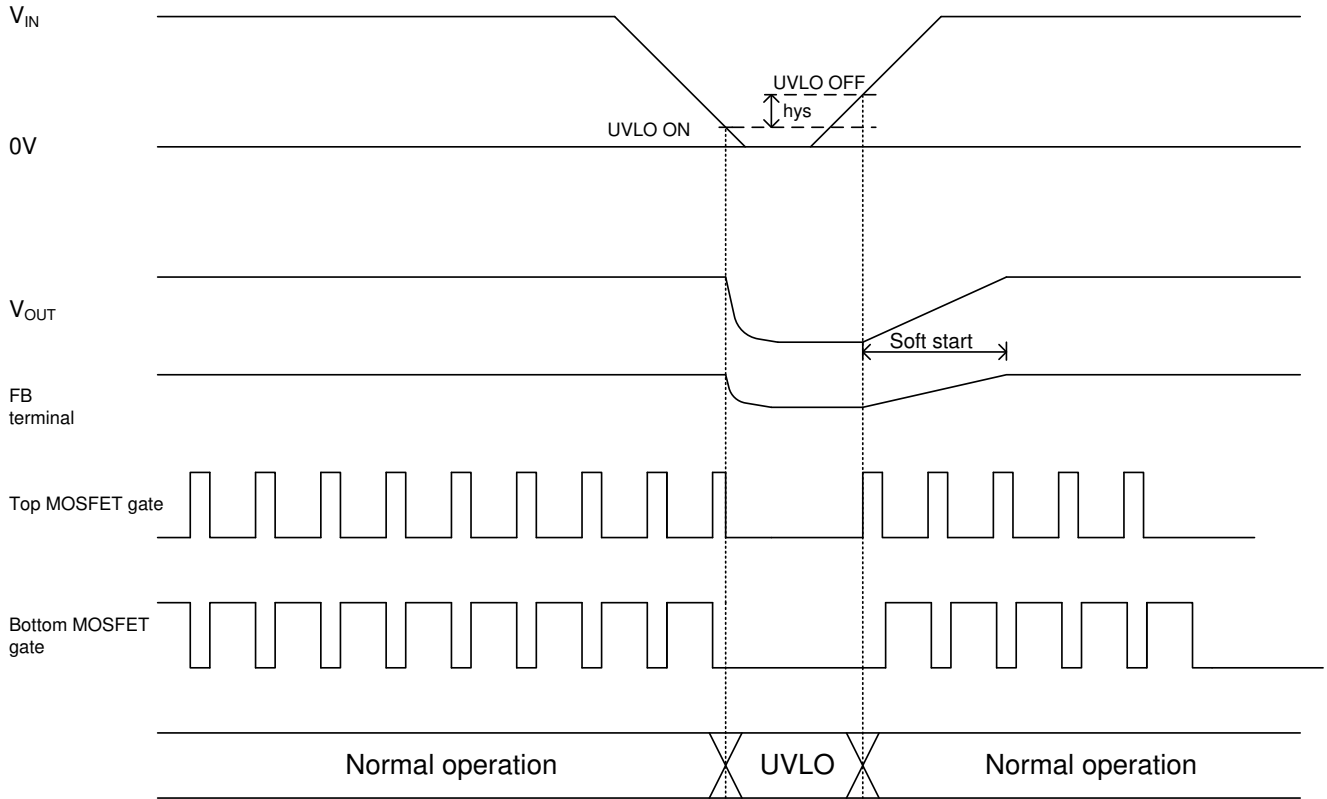 VIN
UVLO OFF
hys
UVLO ON
0V
VOUT
Soft start
FB
terminal
Top MOSFET gate
Bottom MOSFET
gate
Normal operation
UVLO
Normal operation